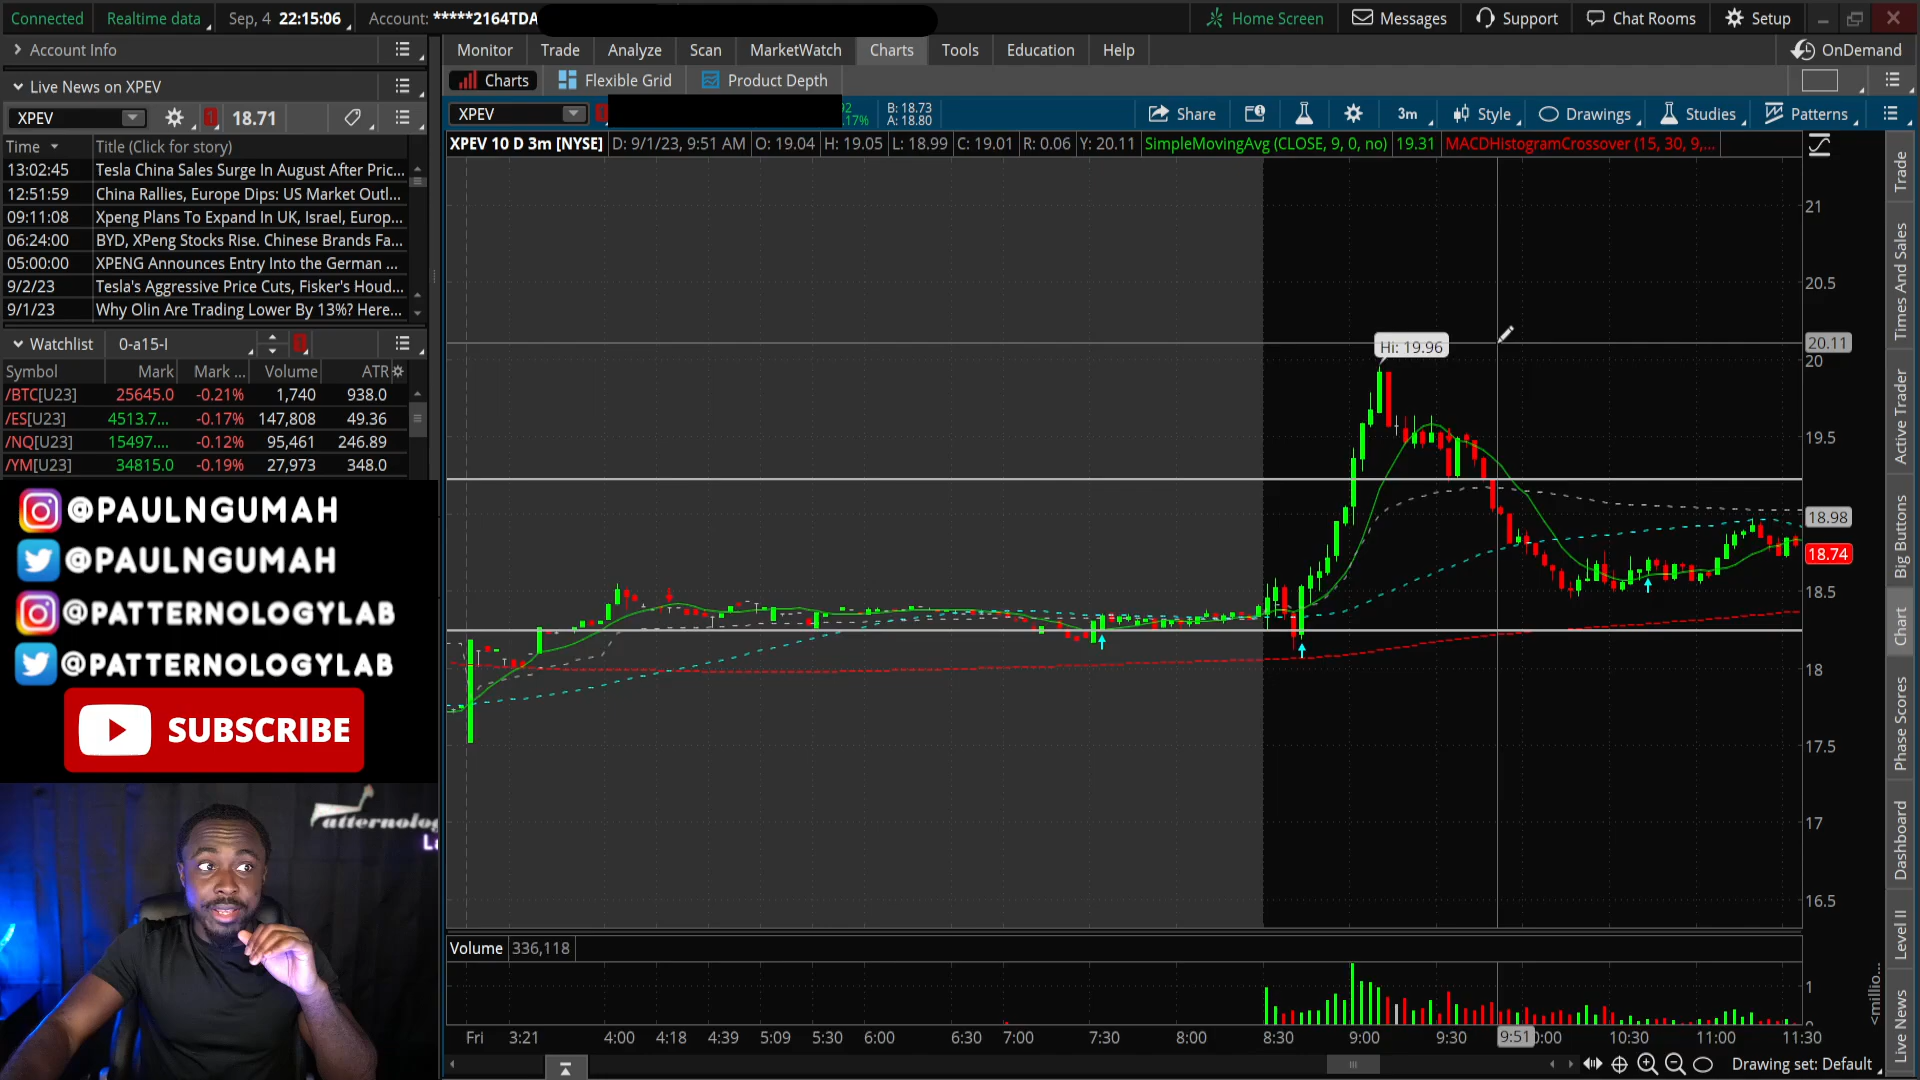 Connected Realtime data Sep, 4 22:15:06 Account: *****2164TDA Home Screen Messages Support Chat Rooms Setup
Account Info
Monitor Trade Analyze Scan MarketWatch Charts Tools Education Help OnDemand
Live News on XPEV
Charts Flexible Grid Product Depth
XPEV 1 18.71
XPEV B: 18.73 A: 18.80 Share 3m Style Drawings Studies Patterns
Time Title (Click for story)
XPEV 10 D 3m [NYSE] D: 9/1/23, 9:51 AM O: 19.04 H: 19.05 L: 18.99 C: 19.01 R: 0.06 Y: 20.11 SimpleMovingAvg (CLOSE, 9, 0, no) 19.31 MACDHistogramCrossover (15, 30, 9,...
13:02:45 Tesla China Sales Surge In August After Pric...
12:51:59 China Rallies, Europe Dips: US Market Outl...
09:11:08 Xpeng Plans To Expand In UK, Israel, Europ...
06:24:00 BYD, XPeng Stocks Rise. Chinese Brands Fa...
05:00:00 XPENG Announces Entry Into the German ...
9/2/23 Tesla's Aggressive Price Cuts, Fisker's Houd...
9/1/23 Why Olin Are Trading Lower By 13%? Here...
Watchlist 0-a15-I
Symbol Mark Mark ... Volume ATR
/BTC[U23] 25645.0 -0.21% 1,740 938.0
/ES[U23] 4513.7... -0.17% 147,808 49.36
/NQ[U23] 15497.... -0.12% 95,461 246.89
/YM[U23] 34815.0 -0.19% 27,973 348.0
@PAULNGUMAH
@PAULNGUMAH
@PATTERNOLOGYLAB
@PATTERNOLOGYLAB
SUBSCRIBE
Hi: 19.96
21
20.5
20.11
20
19.5
18.98
18.74
18.5
18
17.5
17
16.5
Volume 336,118
1
<millio...
Fri 3:21 4:00 4:18 4:39 5:09 5:30 6:00 6:30 7:00 7:30 8:00 8:30 9:00 9:30 9:51 10:30 11:00 11:30
Drawing set: Default
Trade
Times And Sales
Active Trader
Big Buttons
Chart
Phase Scores
Dashboard
Level II
Live News